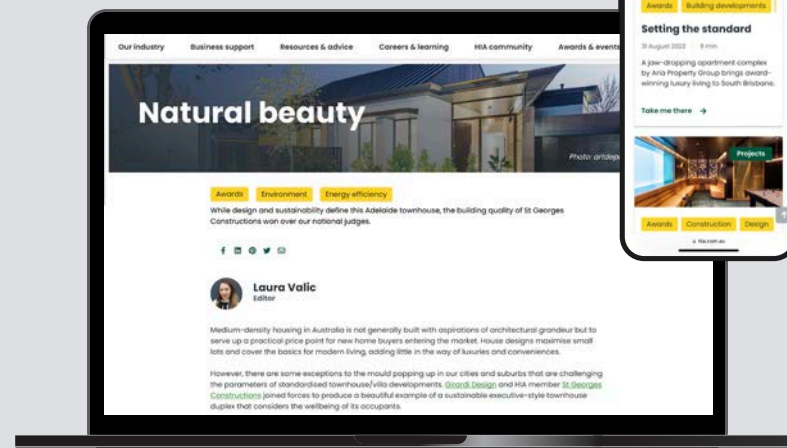 Our industry Business support Resources & advice Careers & learning HIA community Awards & events
Natural beauty
Photo: artdep
Awards Environment Energy efficiency
While design and sustainability define this Adelaide townhouse, the building quality of St Georges
Constructions won over our national judges.
Laura Valic
Editor
Medium-density housing in Australia is not generally built with aspirations of architectural grandeur but to
serve up a practical price point for new home buyers entering the market. House designs maximise small
lots and cover the basics for modern living, adding little in the way of luxuries and conveniences.
However, there are some exceptions to the mould popping up in our cities and suburbs that are challenging
the parameters of standardised townhouse/villa developments. Girardi Design and HIA member St Georges
Constructions joined forces to produce a beautiful example of a sustainable executive-style townhouse
duplex that considers the wellbeing of its occupants.
Awards Building developments
Setting the standard
31 August 2022 8 min
A jaw-dropping apartment complex
by Aria Property Group brings award-
winning luxury living to South Brisbane.
Take me there
Projects
Awards Construction Design
hia.com.au